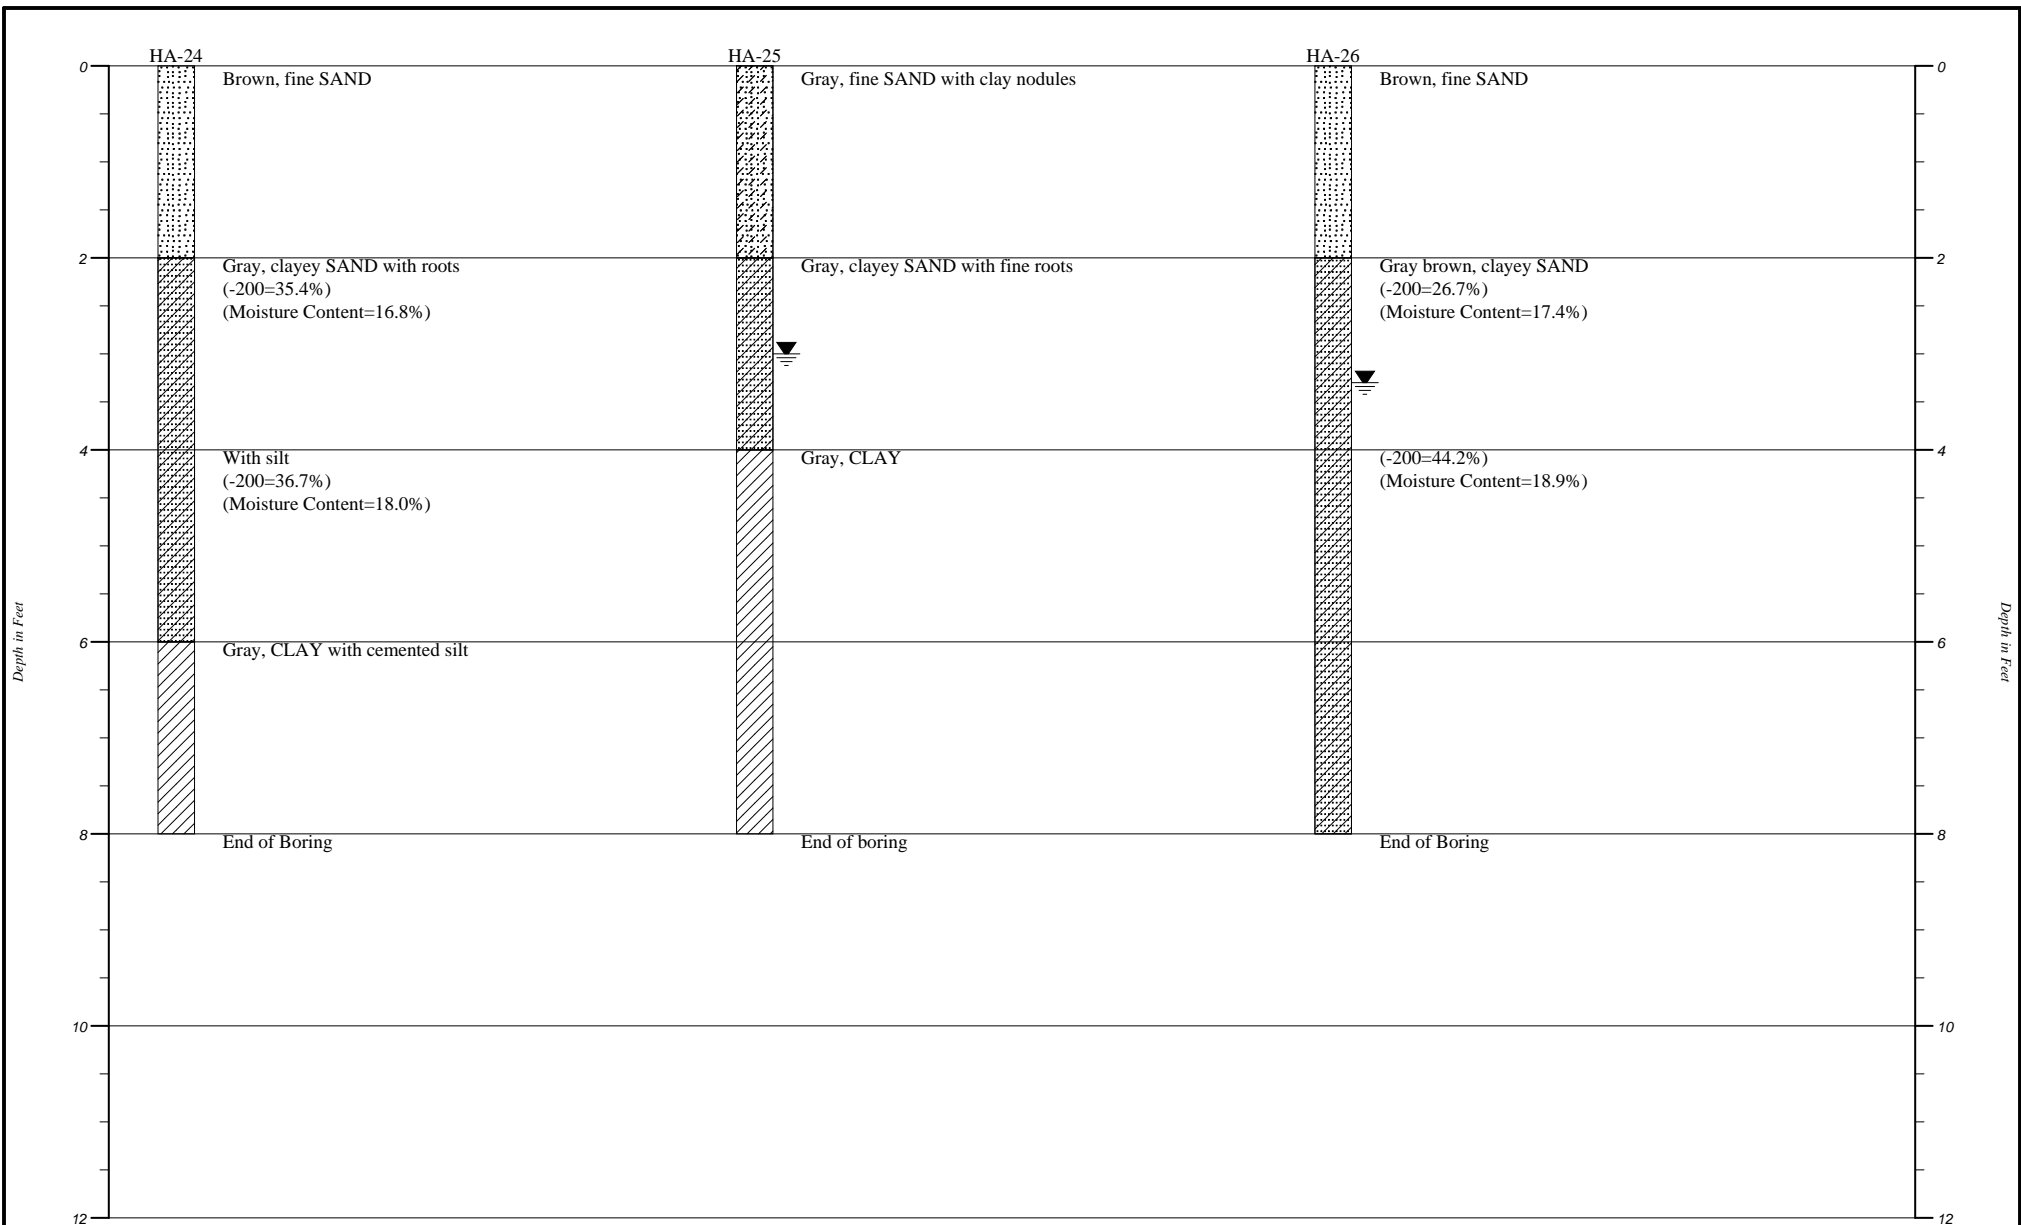 HA-24
HA-25
HA-26
0
Brown, fine SAND
Gray, fine SAND with clay nodules
Brown, fine SAND
0
2
Gray, clayey SAND with roots
(-200=35.4%)
(Moisture Content=16.8%)
Gray, clayey SAND with fine roots
Gray brown, clayey SAND
(-200=26.7%)
(Moisture Content=17.4%)
2
4
With silt
(-200=36.7%)
(Moisture Content=18.0%)
Gray, CLAY
(-200=44.2%)
(Moisture Content=18.9%)
4
Depth in Feet
6
Gray, CLAY with cemented silt
6
Depth in Feet
8
End of Boring
End of boring
End of Boring
8
10
10
12
12